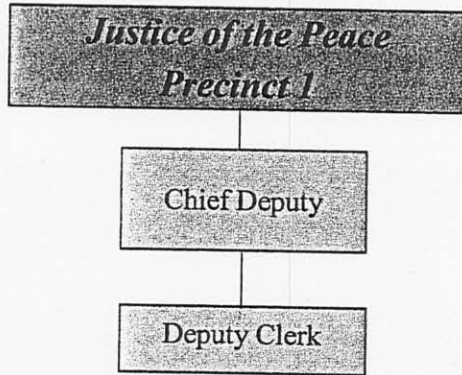 Justice of the Peace
Precinct 1
Chief Deputy
Deputy Clerk